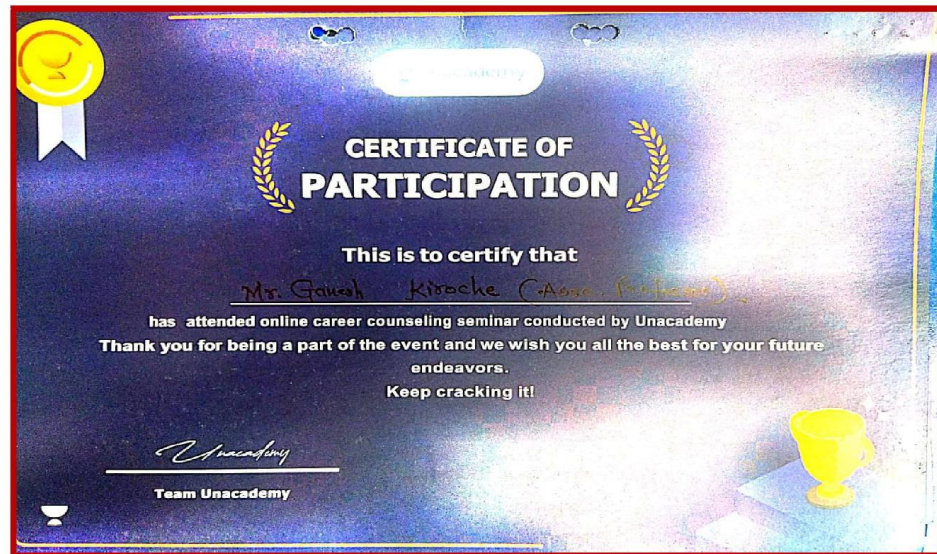 unacademy
CERTIFICATE OF
PARTICIPATION
This is to certify that
Mr. Ganesh Kiroche
has attended online career counseling seminar conducted by Unacademy
Thank you for being a part of the event and we wish you all the best for your future
endeavors.
Keep cracking it!
Unacademy
Team Unacademy